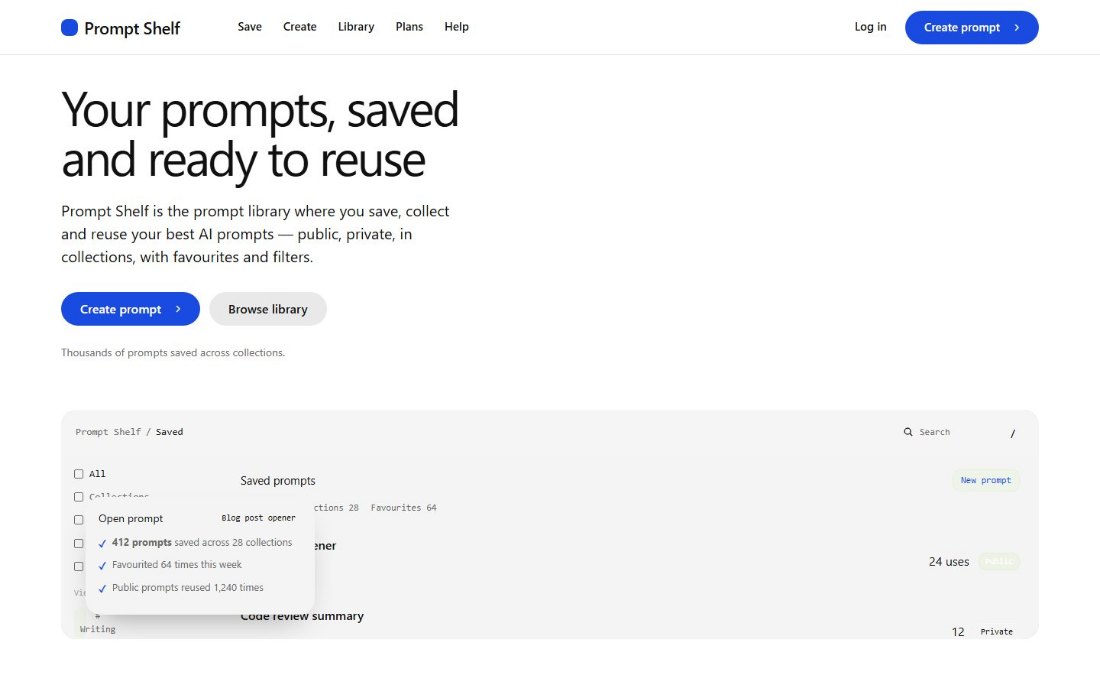 Prompt Shelf
Save Create Library Plans Help
Log in
Create prompt
Your prompts, saved
and ready to reuse
Prompt Shelf is the prompt library where you save, collect
and reuse your best AI prompts — public, private, in
collections, with favourites and filters.
Create prompt
Browse library
Thousands of prompts saved across collections.
Prompt Shelf / Saved
Search /
All
Saved prompts
New prompt
Collections
28 Favourites 64
Open prompt Blog post opener
412 prompts saved across 28 collections
Favourited 64 times this week
Public prompts reused 1,240 times
24 uses Public
#
Writing
Code review summary
12 Private